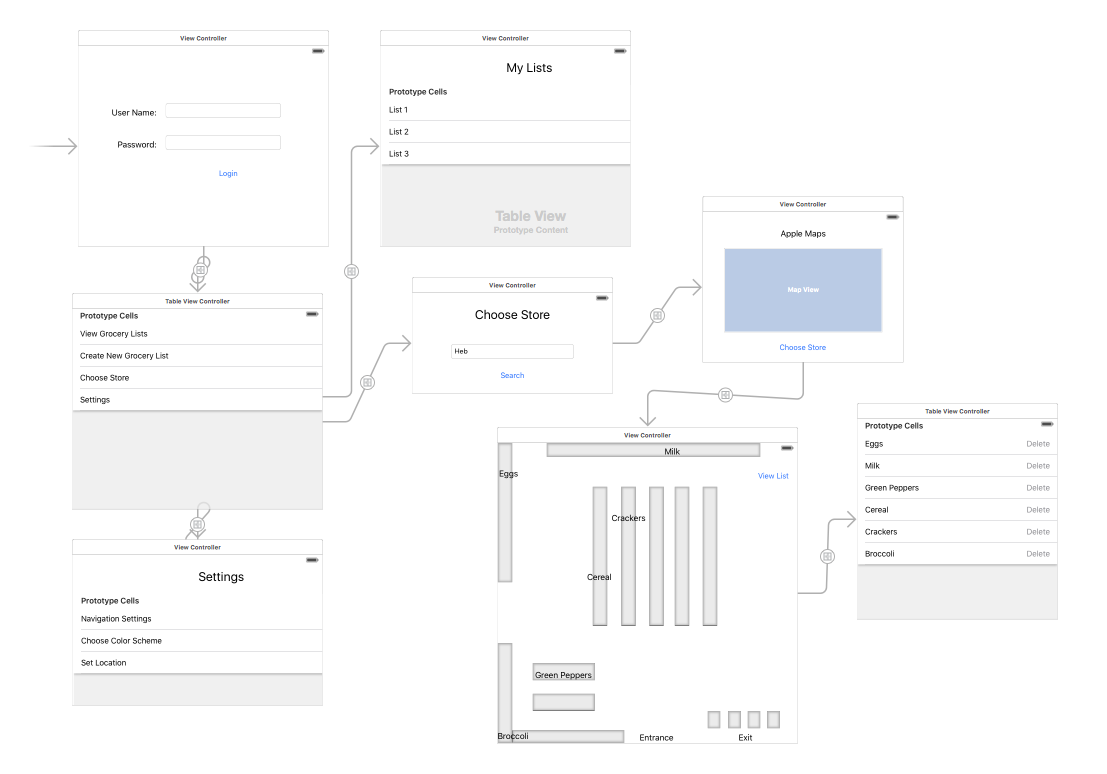 View Controller
User Name:
Password:
Login
View Controller
My Lists
Prototype Cells
List 1
List 2
List 3
Table View
Prototype Content
View Controller
Apple Maps
Map View
Choose Store
Table View Controller
Prototype Cells
View Grocery Lists
Create New Grocery List
Choose Store
Settings
View Controller
Choose Store
Heb
Search
View Controller
Settings
Prototype Cells
Navigation Settings
Choose Color Scheme
Set Location
View Controller
Milk
Eggs
View List
Crackers
Cereal
Green Peppers
Broccoli
Entrance
Exit
Table View Controller
Prototype Cells
Eggs Delete
Milk Delete
Green Peppers Delete
Cereal Delete
Crackers Delete
Broccoli Delete